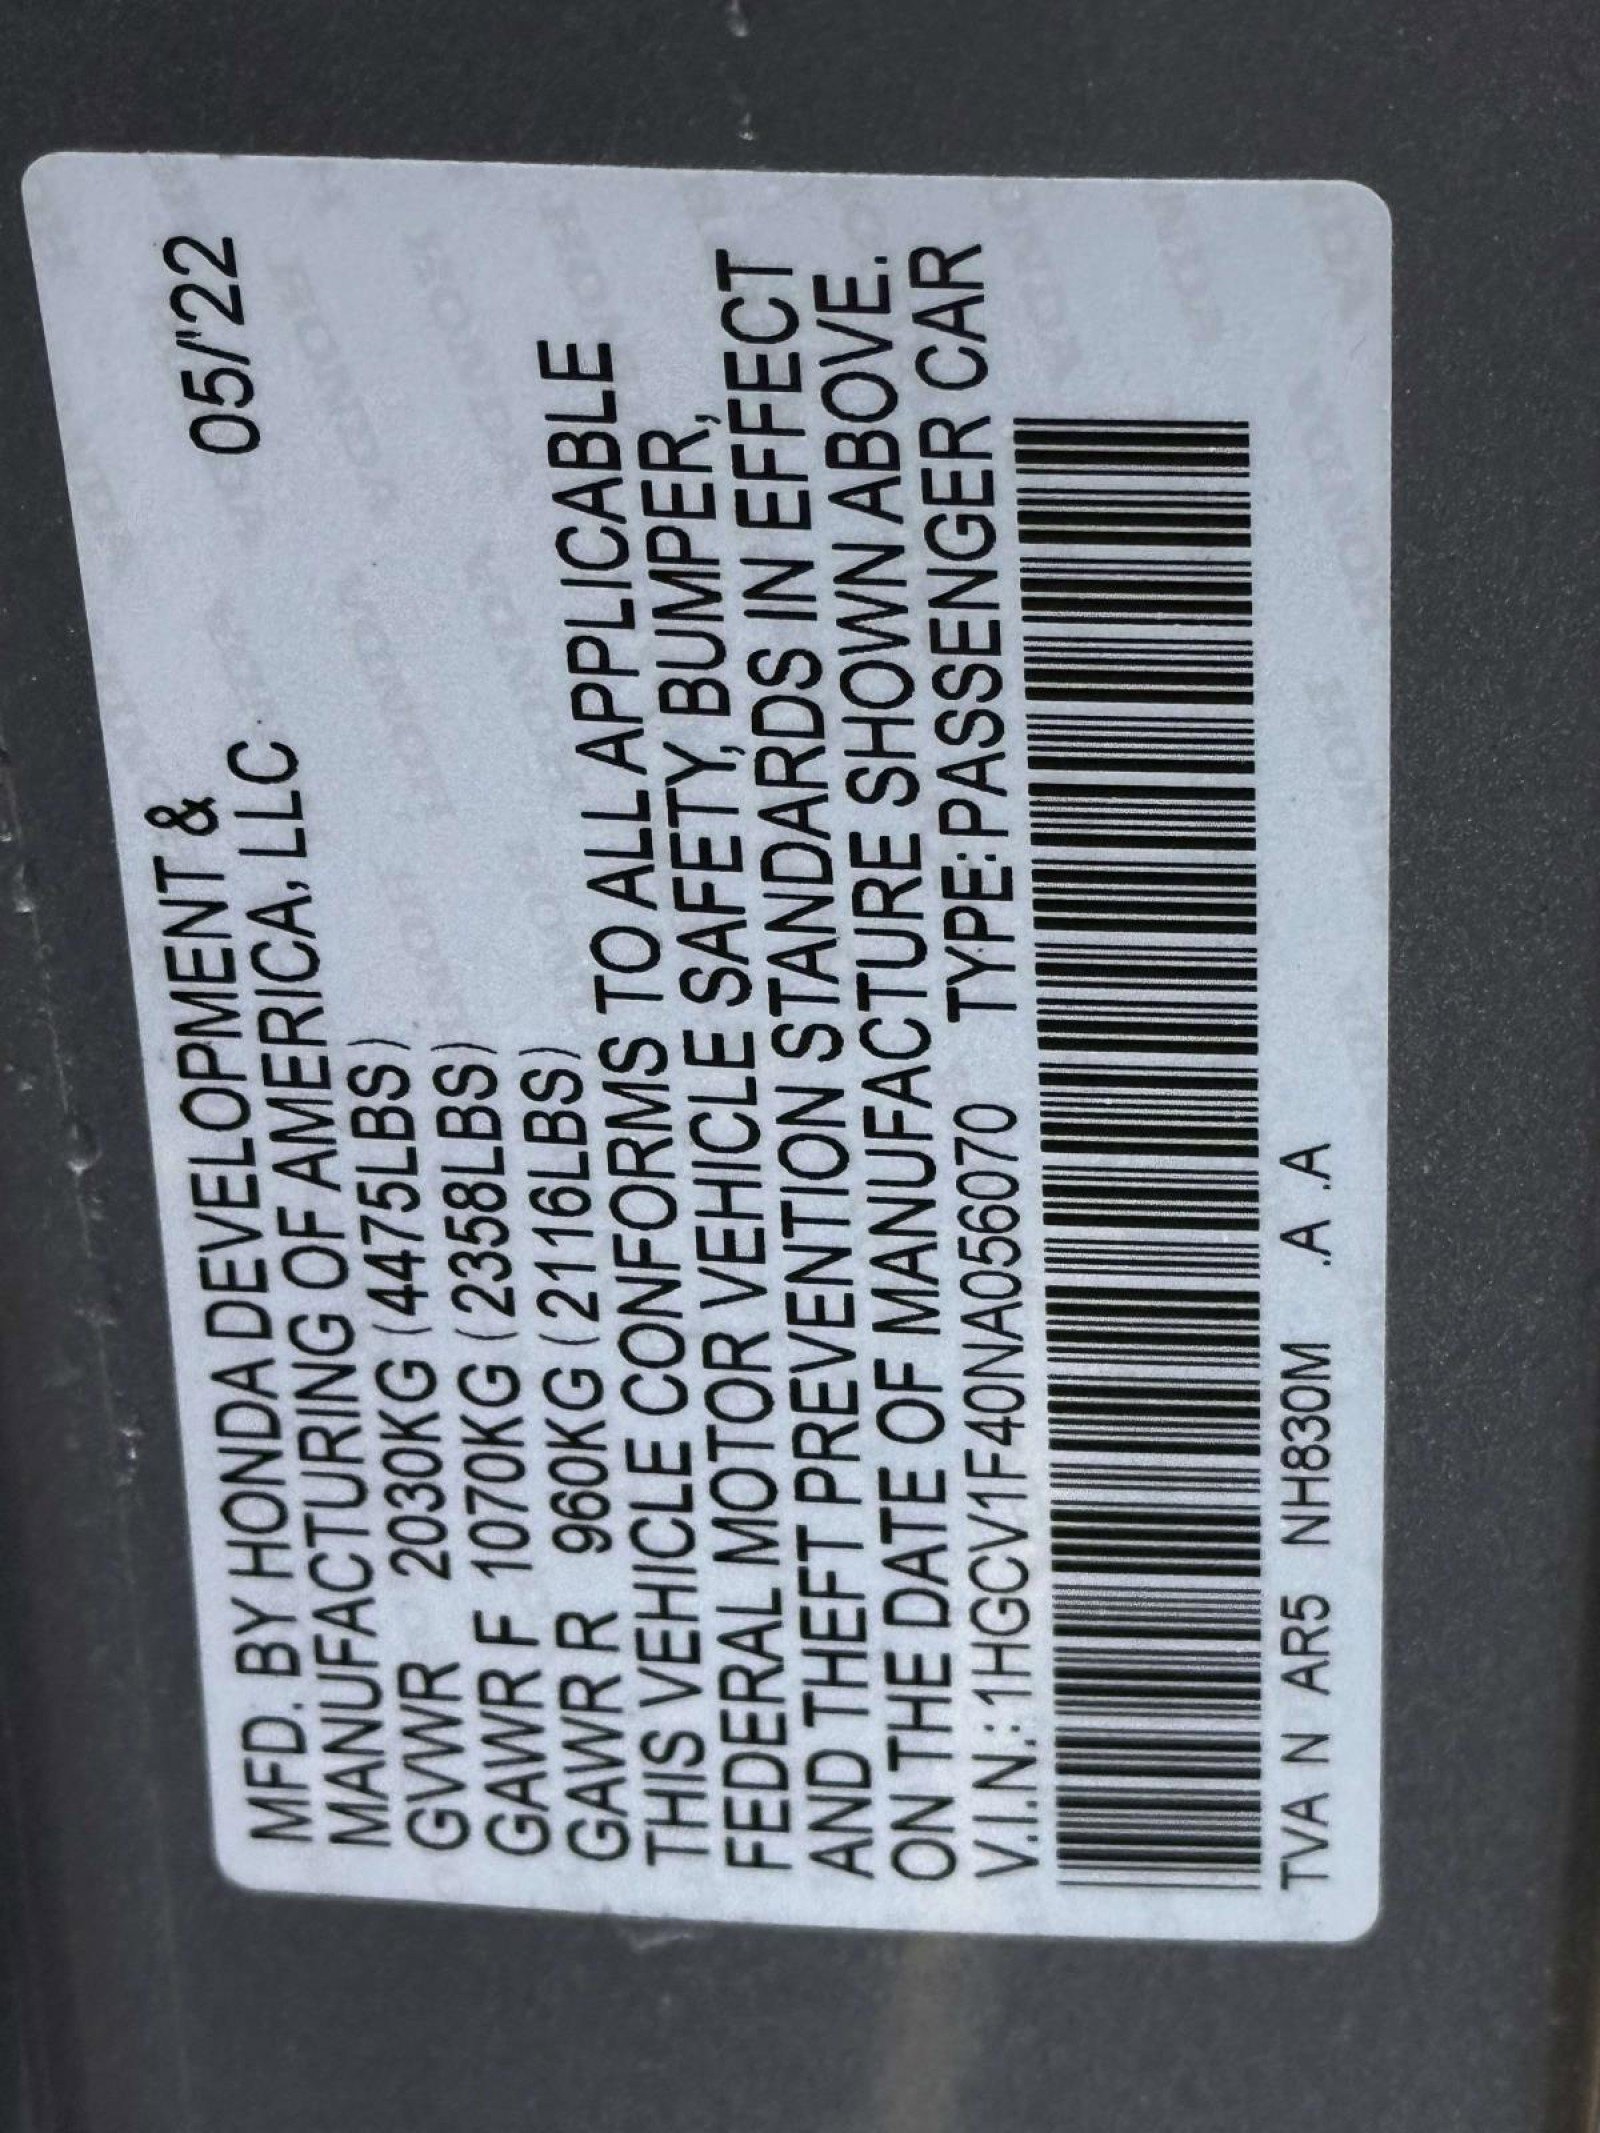 MFD. BY HONDA DEVELOPMENT & 05/'22
MANUFACTURING OF AMERICA, LLC
GVWR 2030KG (4475LBS)
GAWR F 1070KG (2358LBS)
GAWR R 960KG (2116LBS)
THIS VEHICLE CONFORMS TO ALL APPLICABLE
FEDERAL MOTOR VEHICLE SAFETY, BUMPER,
AND THEFT PREVENTION STANDARDS IN EFFECT
ON THE DATE OF MANUFACTURE SHOWN ABOVE.
V.I.N.:1HGCV1F40NA056070 TYPE:PASSENGER CAR
TVA N AR5 NH830M .A .A